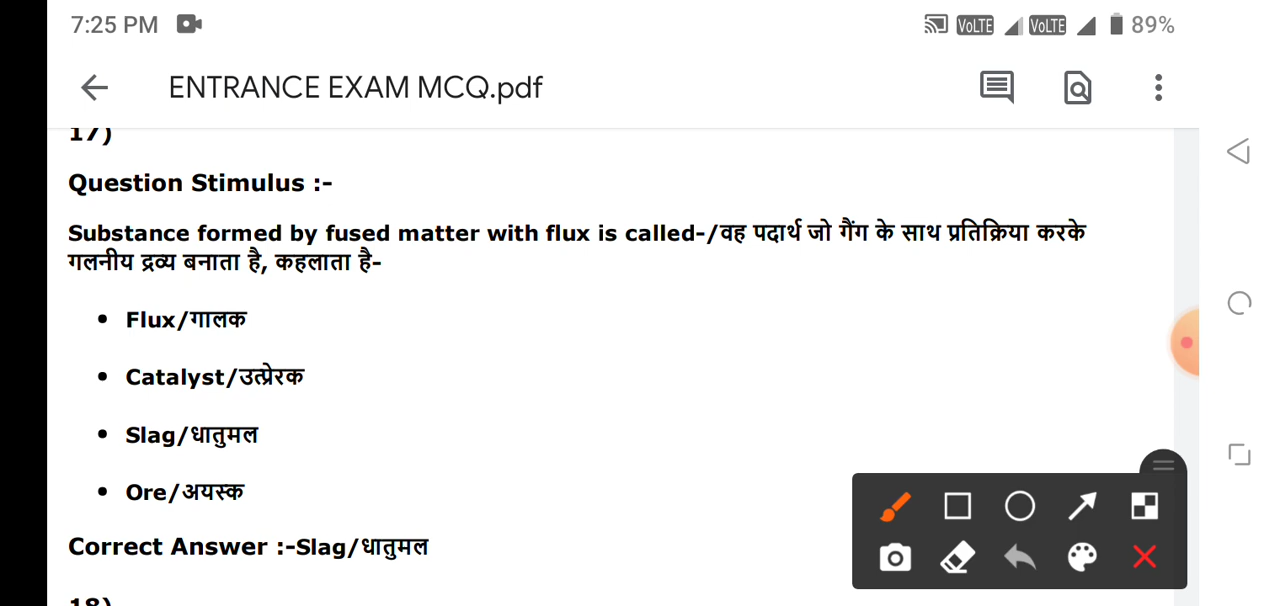 7:25 PM
VoLTE VoLTE 89%
ENTRANCE EXAM MCQ.pdf
17)
Question Stimulus :-
Substance formed by fused matter with flux is called-/वह पदार्थ जो गैंग के साथ प्रतिक्रिया करके
गलनीय द्रव्य बनाता है, कहलाता है-
• Flux/गालक
• Catalyst/उत्प्रेरक
• Slag/धातुमल
• Ore/अयस्क
Correct Answer :-Slag/धातुमल
18)